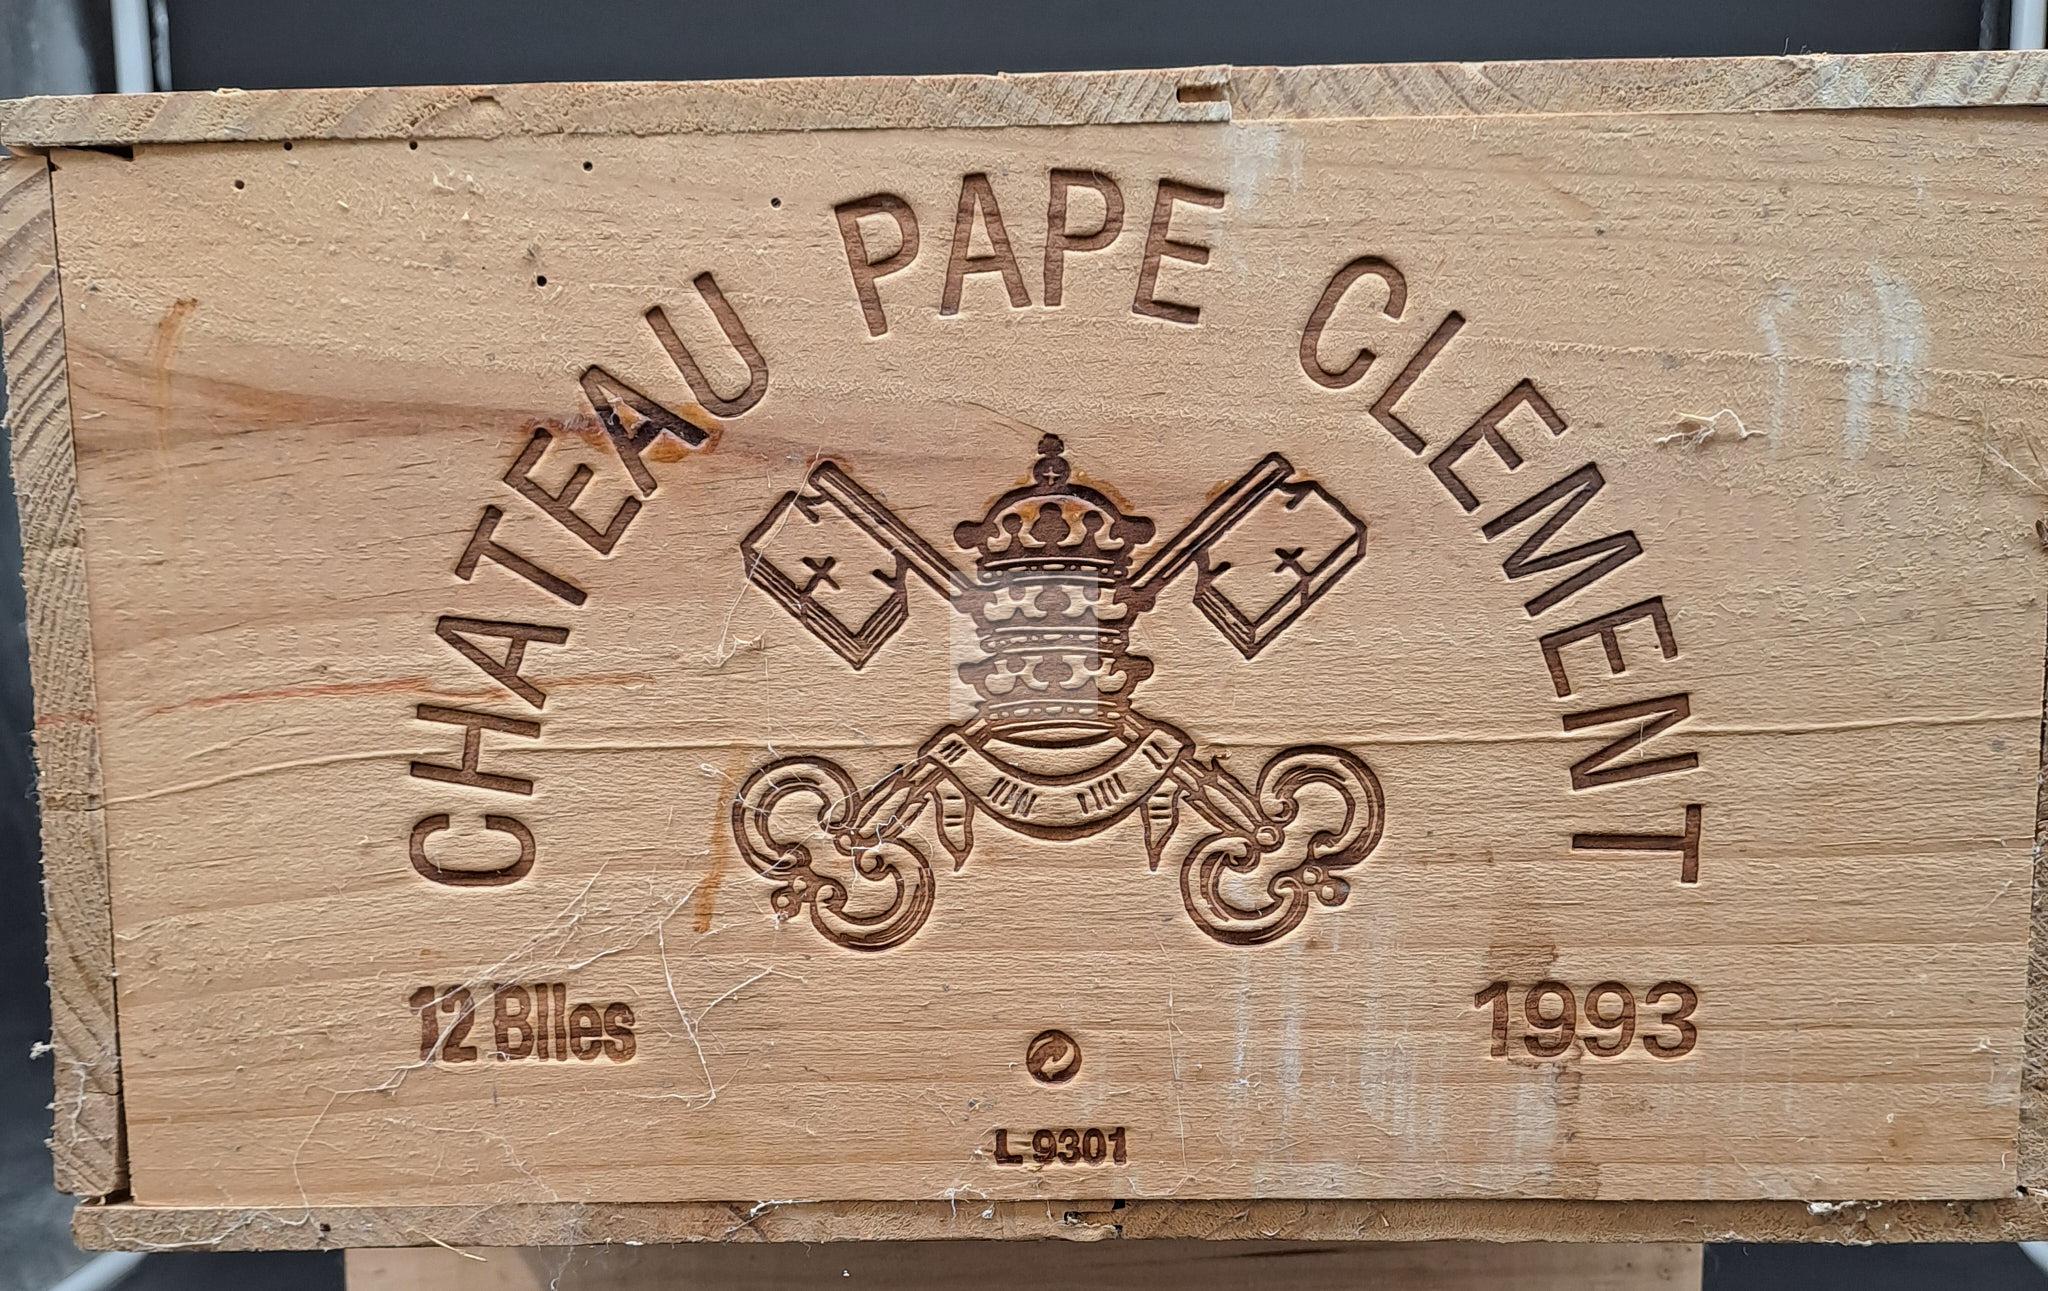 CHATEAU PAPE CLEMENT
12 Blles
1993
L 9301